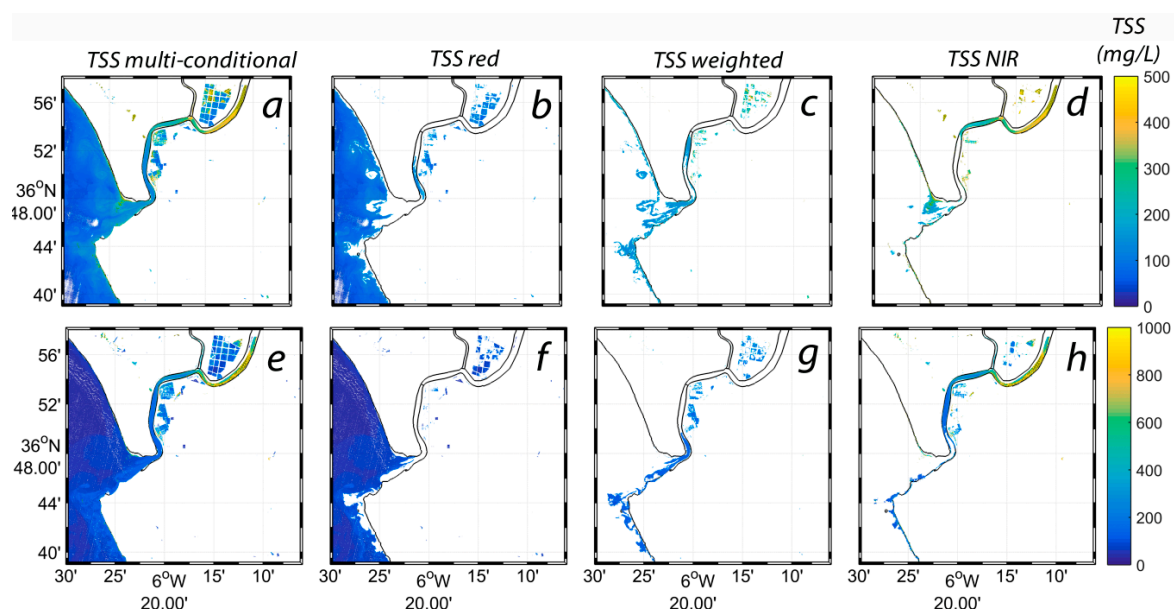 TSS
(mg/L)
TSS multi-conditional
TSS red
TSS weighted
TSS NIR
56'
52'
36°N
48.00'
44'
40'
a
b
c
d
500
400
300
200
100
0
56'
52'
36°N
48.00'
44'
40'
e
f
g
h
1000
800
600
400
200
0
30' 25' 6°W 15' 10'
20.00'
30' 25' 6°W 15' 10'
20.00'
30' 25' 6°W 15' 10'
20.00'
30' 25' 6°W 15' 10'
20.00'